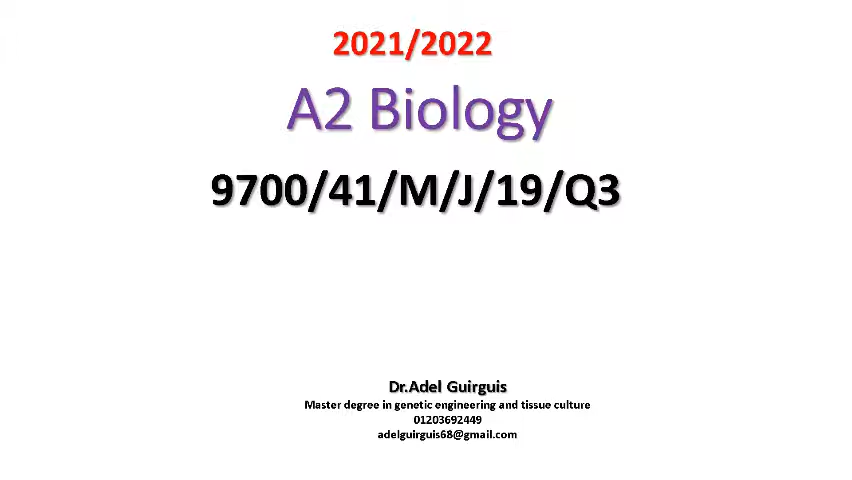 2021/2022
A2 Biology
9700/41/M/J/19/Q3
Dr.Adel Guirguis
Master degree in genetic engineering and tissue culture
01203692449
adelguirguis68@gmail.com